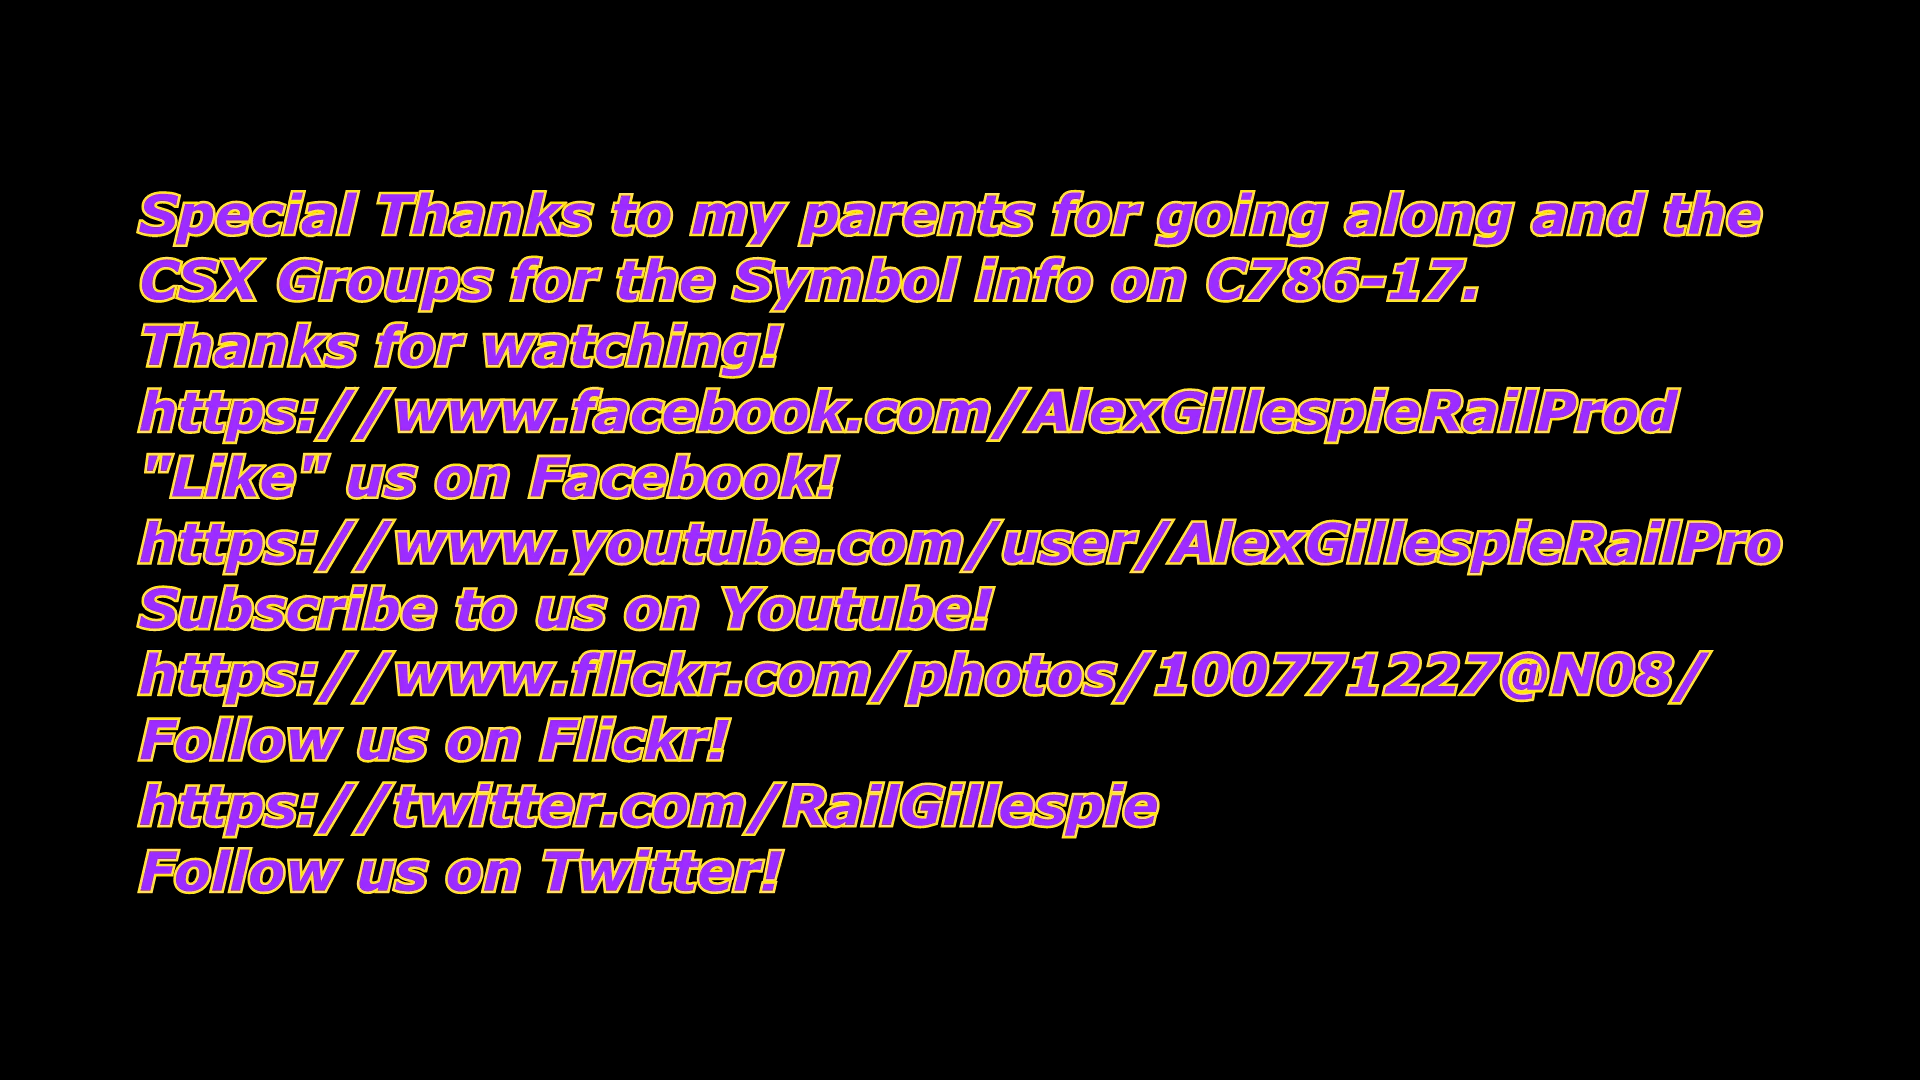 Special Thanks to my parents for going along and the
CSX Groups for the Symbol info on C786-17.
Thanks for watching!
https://www.facebook.com/AlexGillespieRailProd
"Like" us on Facebook!
https://www.youtube.com/user/AlexGillespieRailPro
Subscribe to us on Youtube!
https://www.flickr.com/photos/100771227@N08/
Follow us on Flickr!
https://twitter.com/RailGillespie
Follow us on Twitter!